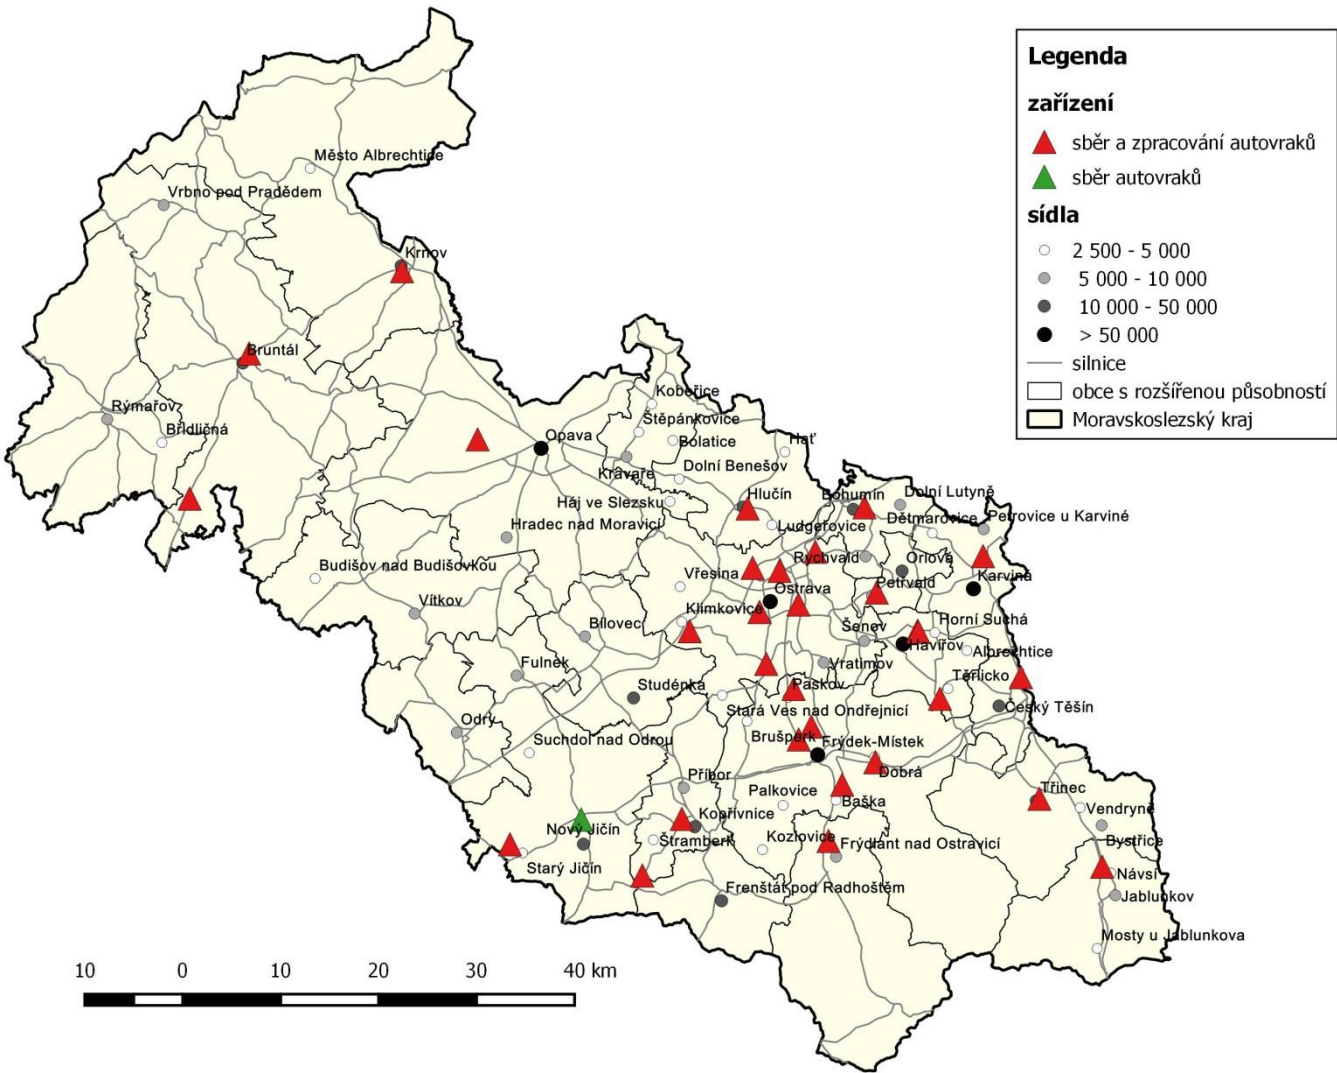 Legenda
zařízení
sběr a zpracování autovraků
sběr autovraků
sídla
2 500 - 5 000
5 000 - 10 000
10 000 - 50 000
> 50 000
silnice
obce s rozšířenou působností
Moravskoslezský kraj
Město Albrechtice
Vrbno pod Pradědem
Krnov
Bruntál
Rýmařov
Břidličná
Opava
Kobeřice
Štěpánkovice
Bolatice
Hať
Kravaře
Dolní Benešov
Háj ve Slezsku
Hlučín
Bohumín
Dolní Lutyně
Hradec nad Moravicí
Ludgeřovice
Dětmarovice
Petrovice u Karviné
Budišov nad Budišovkou
Vřesina
Rychvald
Orlová
Karviná
Ostrava
Petřvald
Vítkov
Klimkovice
Bílovec
Šenov
Horní Suchá
Havířov
Albrechtice
Fulnek
Vratimov
Studénka
Paskov
Těrlicko
Český Těšín
Stará Ves nad Ondřejnicí
Odry
Suchdol nad Odrou
Brušperk
Frýdek-Místek
Dobrá
Příbor
Palkovice
Baška
Třinec
Vendryně
Kopřivnice
Nový Jičín
Štramberk
Kozlovice
Frýdlant nad Ostravicí
Bystřice
Starý Jičín
Návsí
Frenštát pod Radhoštěm
Jablunkov
Mosty u Jablunkova
10 0 10 20 30 40 km